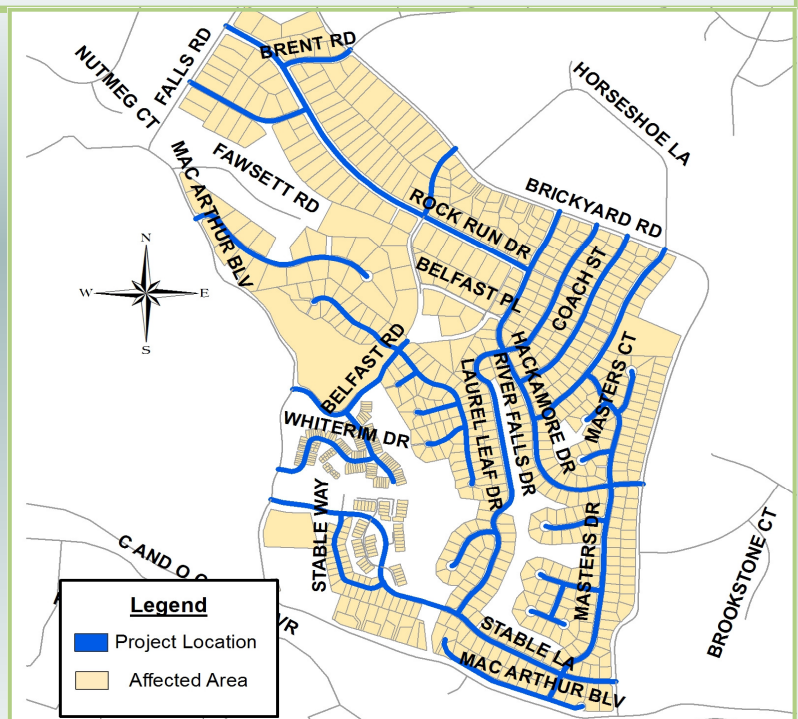 BRENT RD
FALLS RD
NUTMEG CT
HORSESHOE LA
MAC ARTHUR BLV
FAWSETT RD
BRICKYARD RD
ROCK RUN DR
N
W
E
S
BELFAST PL
COACH ST
HACKAMORE DR
MASTERS CT
BELFAST RD
LAUREL LEAF DR
RIVER FALLS DR
WHITERIM DR
STABLE WAY
MASTERS DR
BROOKSTONE CT
C AND O
STABLE LA
MAC ARTHUR BLV
Legend
Project Location
Affected Area